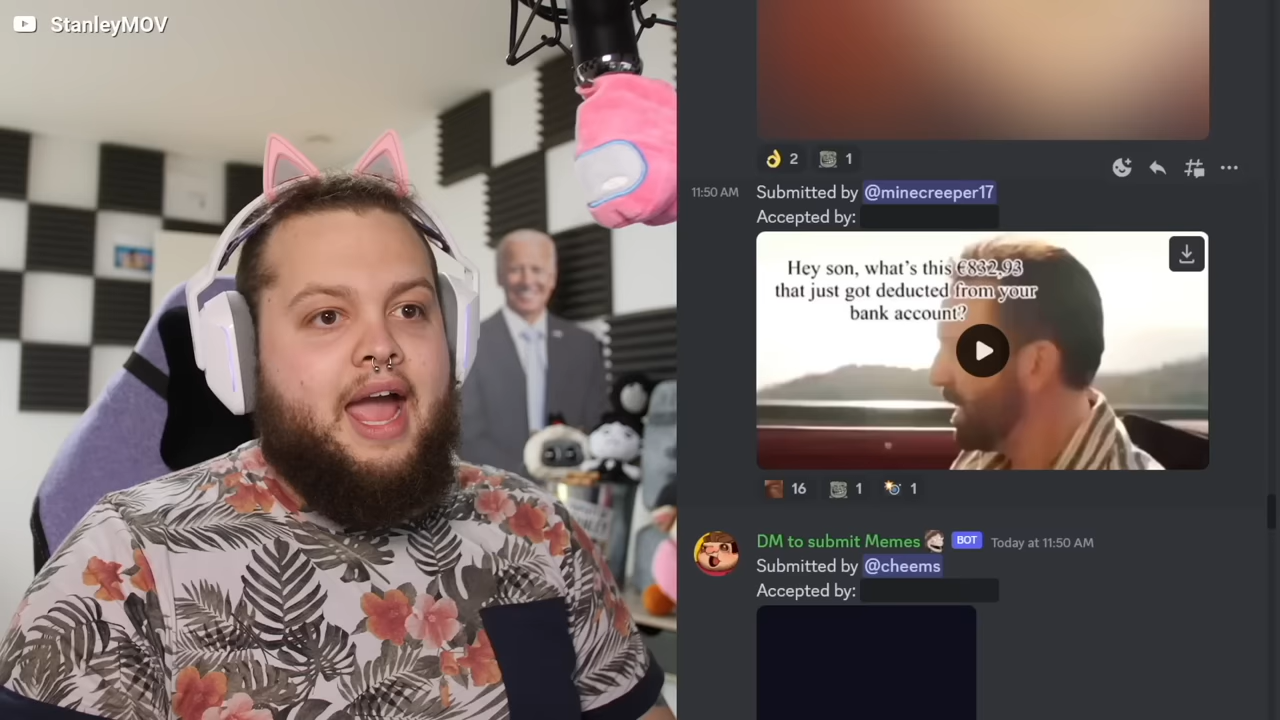 StanleyMOV
2
1
11:50 AM
Submitted by @minecreeper17
Accepted by:
Hey son, what's this €832,93
that just got deducted from your
bank account?
16
1
1
DM to submit Memes BOT Today at 11:50 AM
Submitted by @cheems
Accepted by: